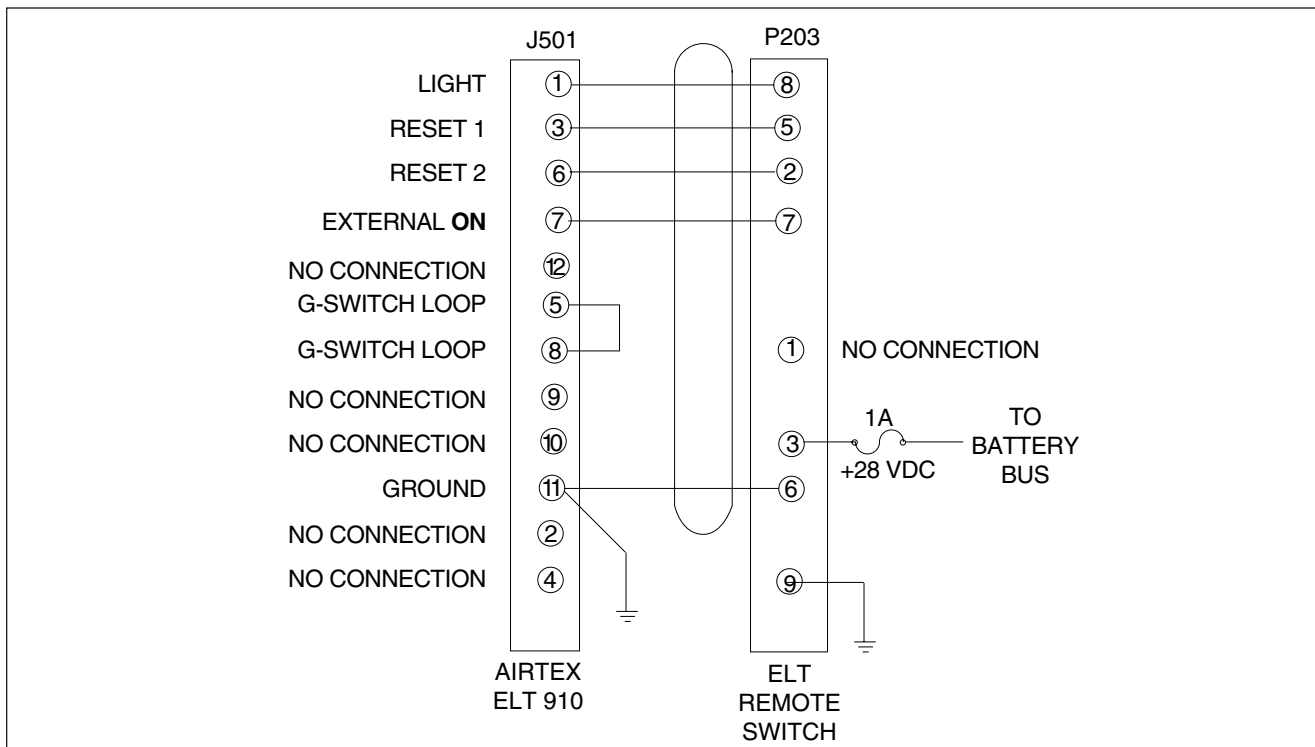 J501 P203
LIGHT 1 8
RESET 1 3 5
RESET 2 6 2
EXTERNAL ON 7 7
NO CONNECTION 12
G-SWITCH LOOP 5
G-SWITCH LOOP 8 1 NO CONNECTION
NO CONNECTION 9
NO CONNECTION 10 3 1A TO
+28 VDC BATTERY
BUS
GROUND 11 6
NO CONNECTION 2
NO CONNECTION 4 9
AIRTEX
ELT 910
ELT
REMOTE
SWITCH